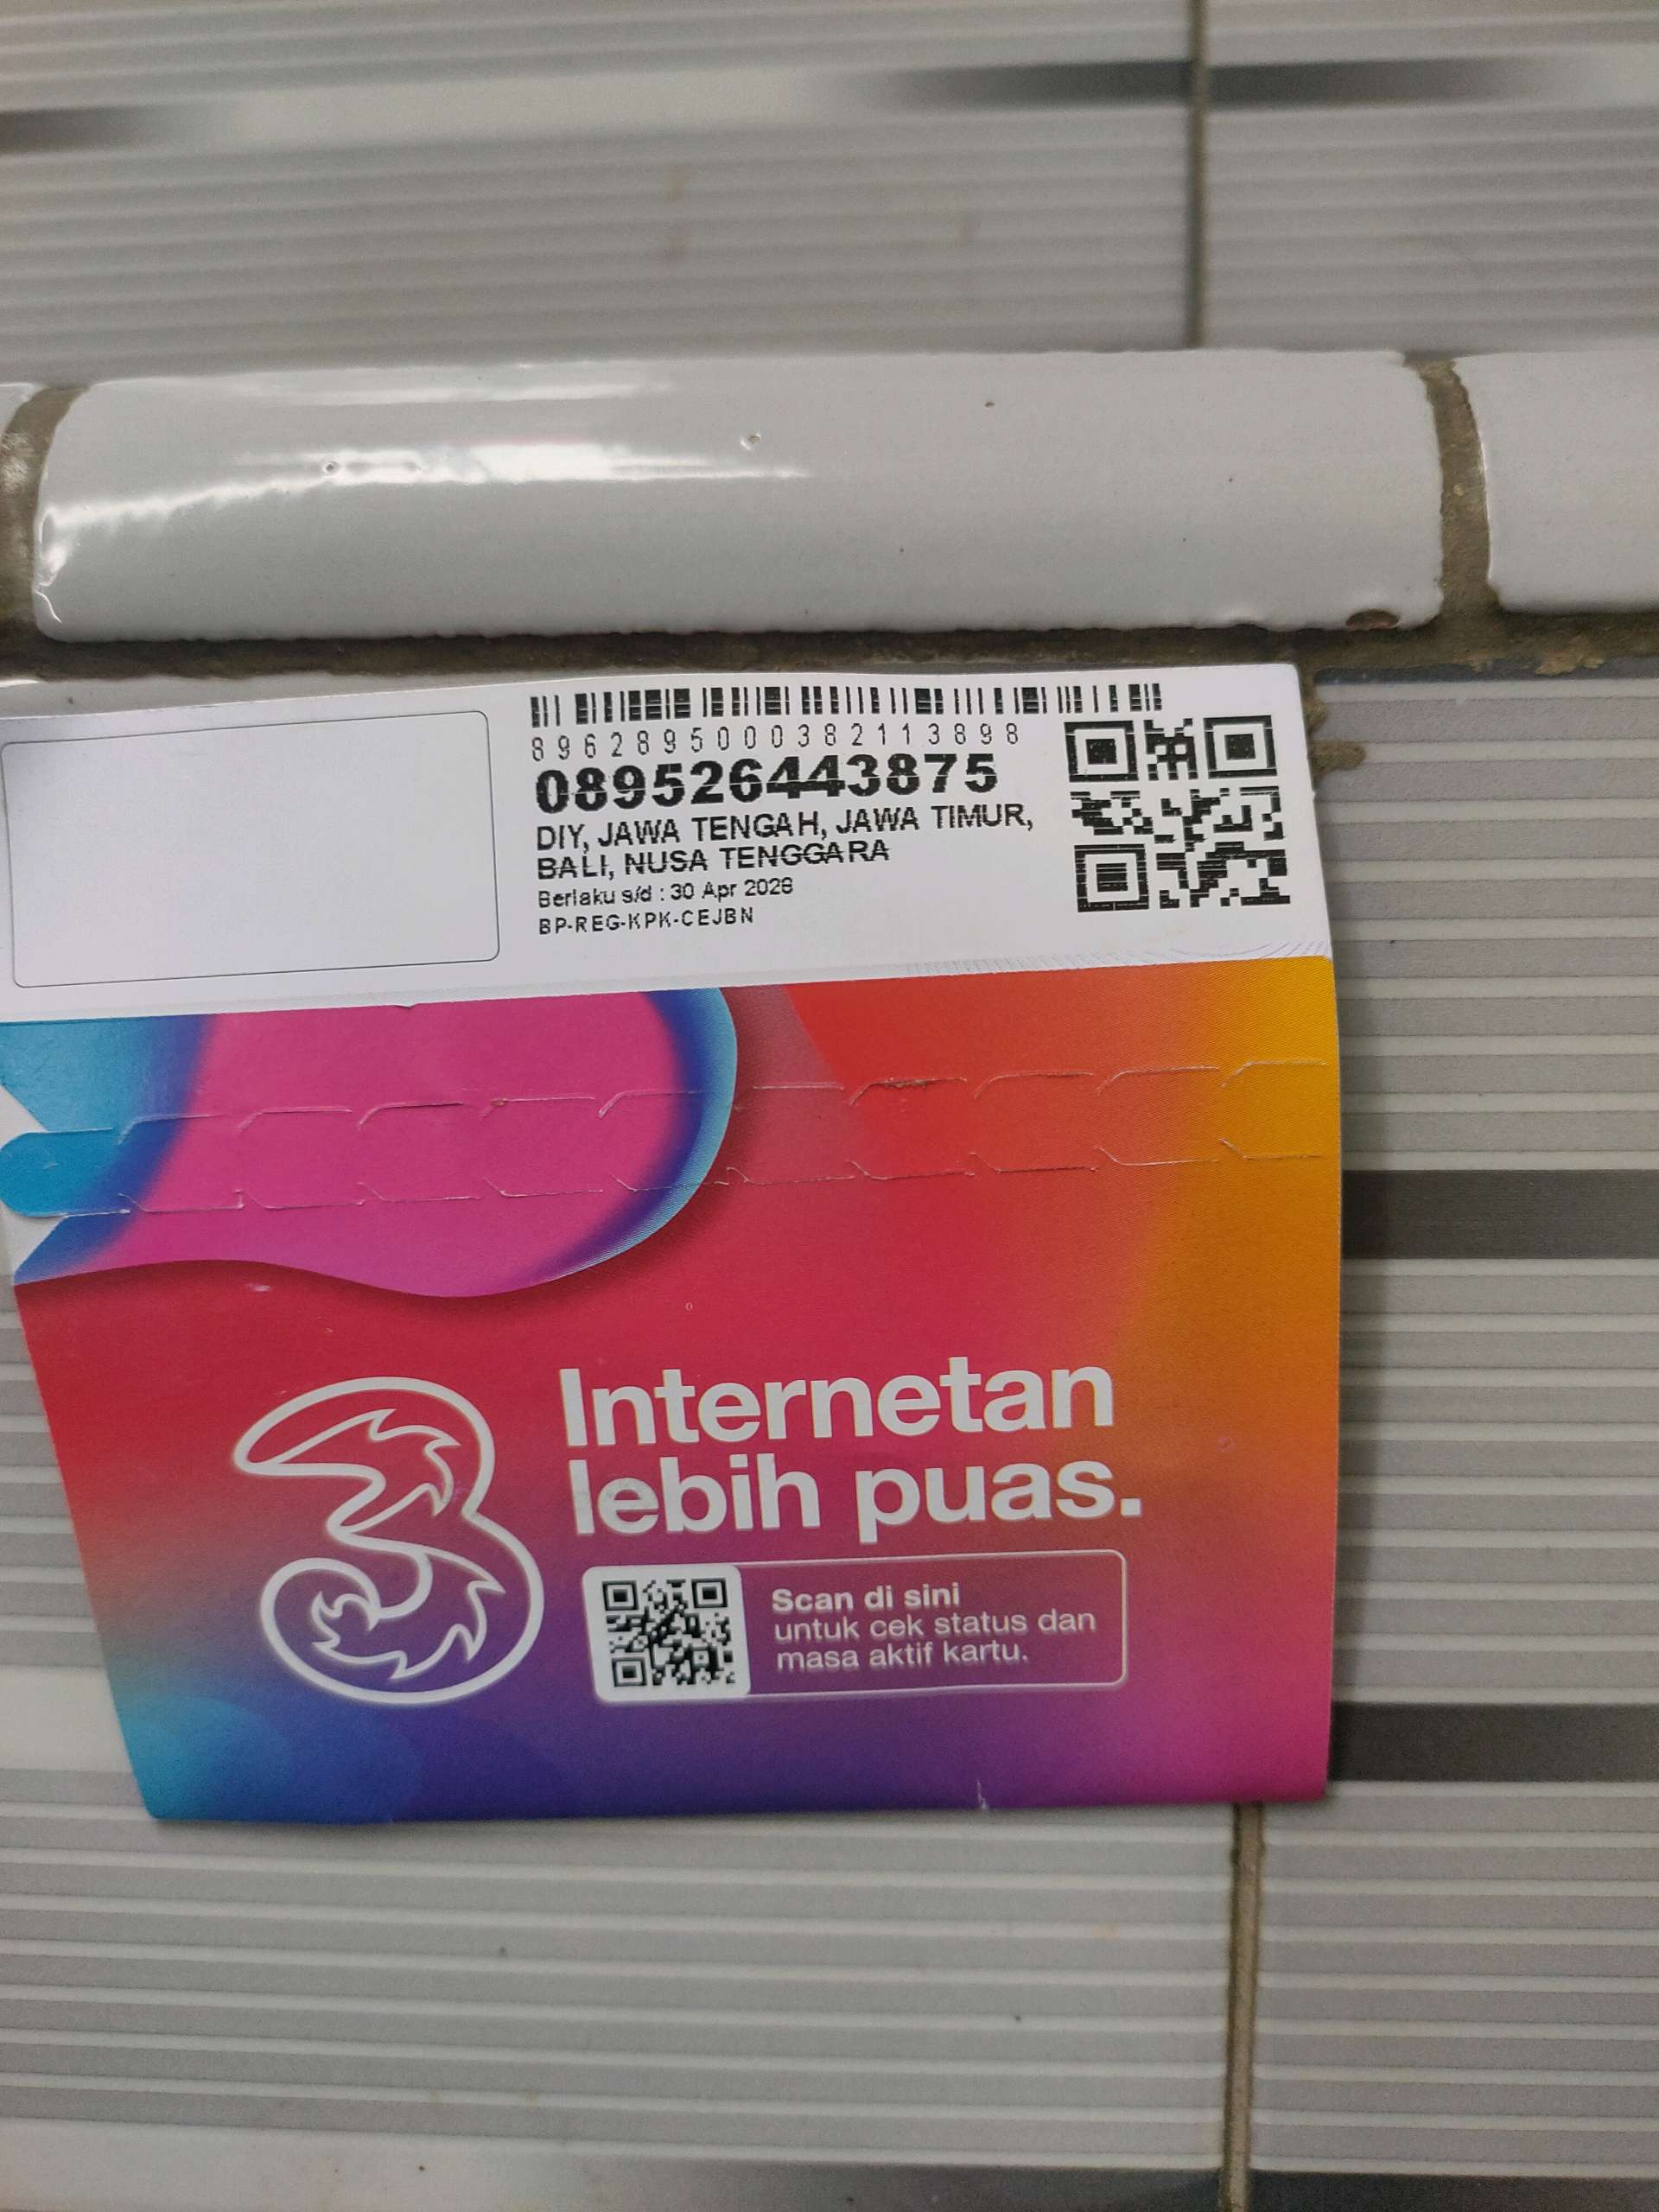 8962895000382113898
089526443875
DIY, JAWA TENGAH, JAWA TIMUR,
BALI, NUSA TENGGARA
Berlaku s/d : 30 Apr 2026
BP-REG-KPK-CEJBN
3
Internetan
lebih puas.
Scan di sini
untuk cek status dan
masa aktif kartu.